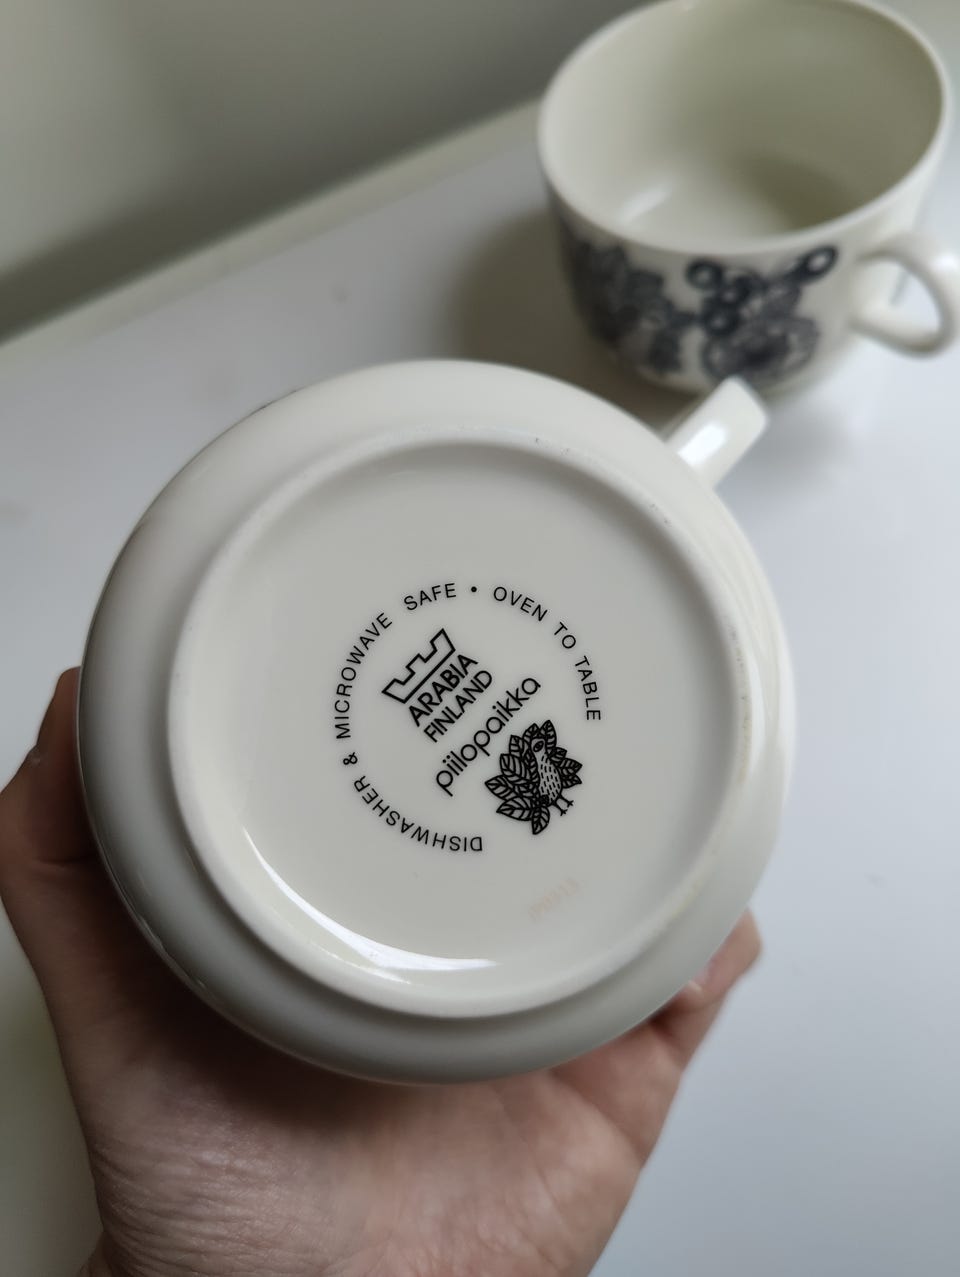 DISHWASHER & MICROWAVE SAFE • OVEN TO TABLE
ARABIA
FINLAND
piilopaikka